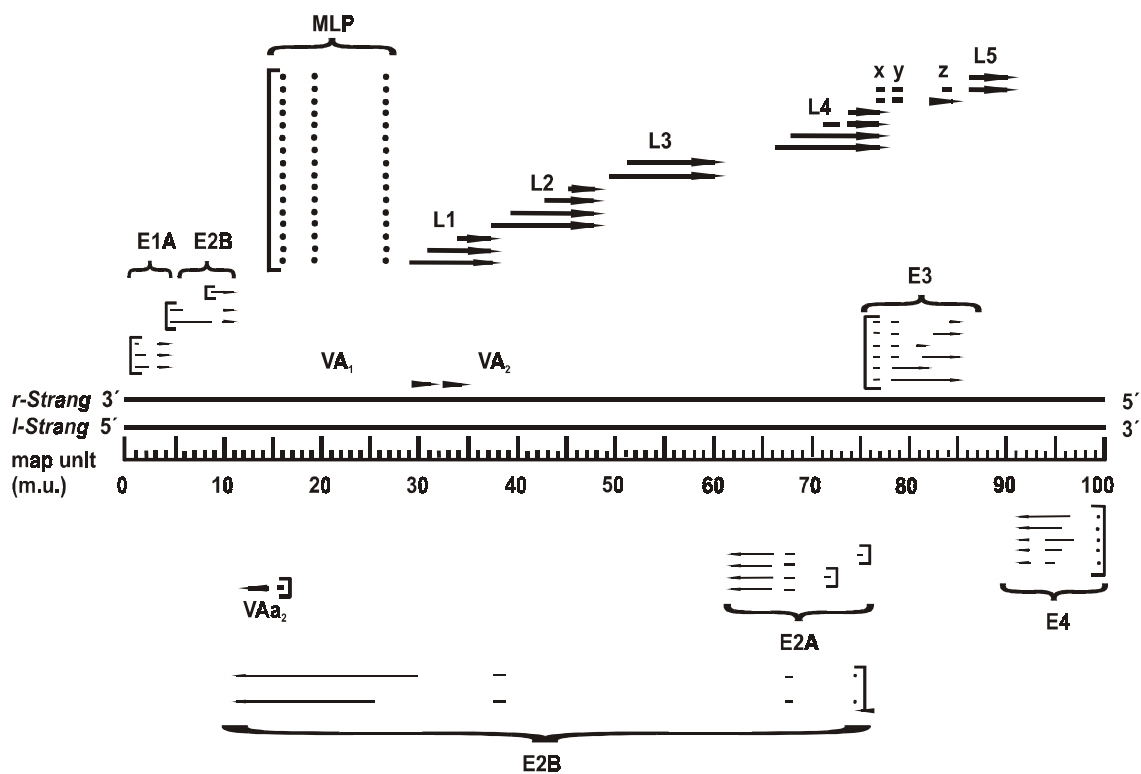 MLP
L5
x y z
L4
L3
L2
L1
E1A E2B
E3
VA₁ VA₂
r-Strang 3´ 5´
l-Strang 5´ 3´
map unit
(m.u.) 0 10 20 30 40 50 60 70 80 90 100
VAa₂
E4
E2A
E2B